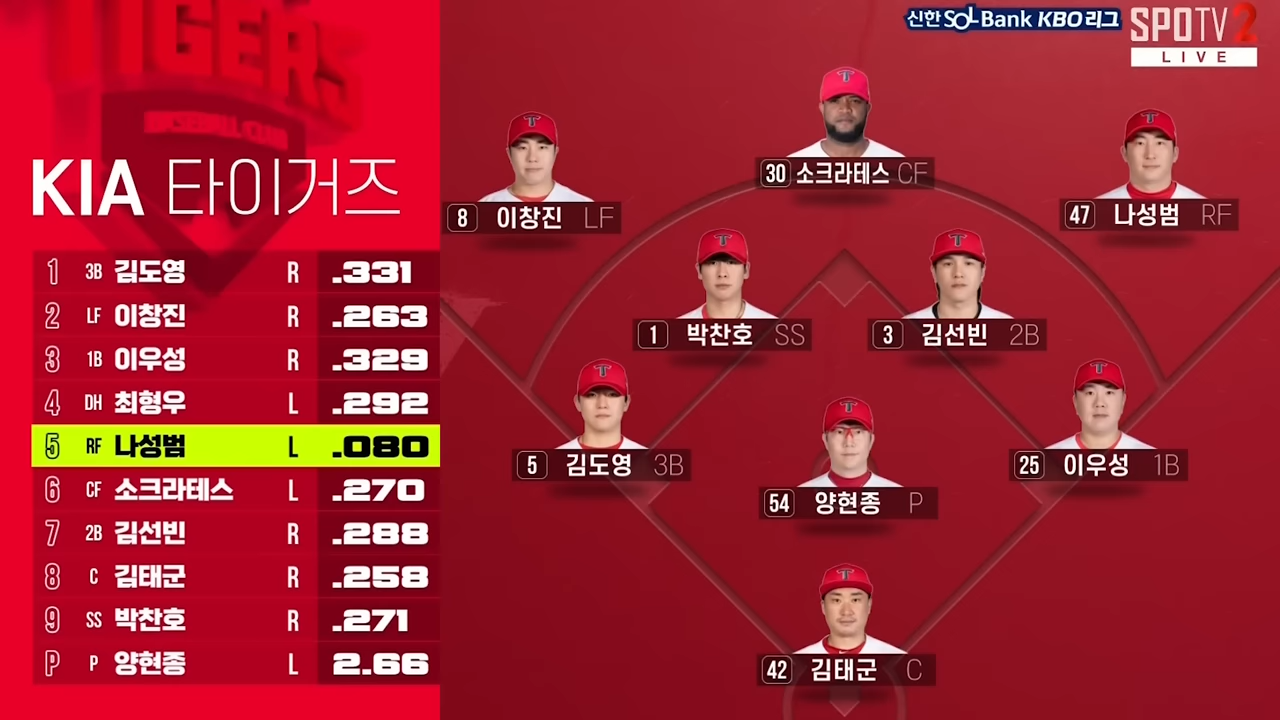 TIGERS
BASEBALL CLUB
KIA 타이거즈
1 3B 김도영 R .331
2 LF 이창진 R .263
3 1B 이우성 R .329
4 DH 최형우 L .292
5 RF 나성범 L .080
6 CF 소크라테스 L .270
7 2B 김선빈 R .288
8 C 김태군 R .258
9 SS 박찬호 R .271
P P 양현종 L 2.66
신한 SOL Bank KBO 리그
SPOTV 2
LIVE
30 소크라테스 CF
8 이창진 LF
47 나성범 RF
1 박찬호 SS
3 김선빈 2B
5 김도영 3B
25 이우성 1B
54 양현종 P
42 김태군 C